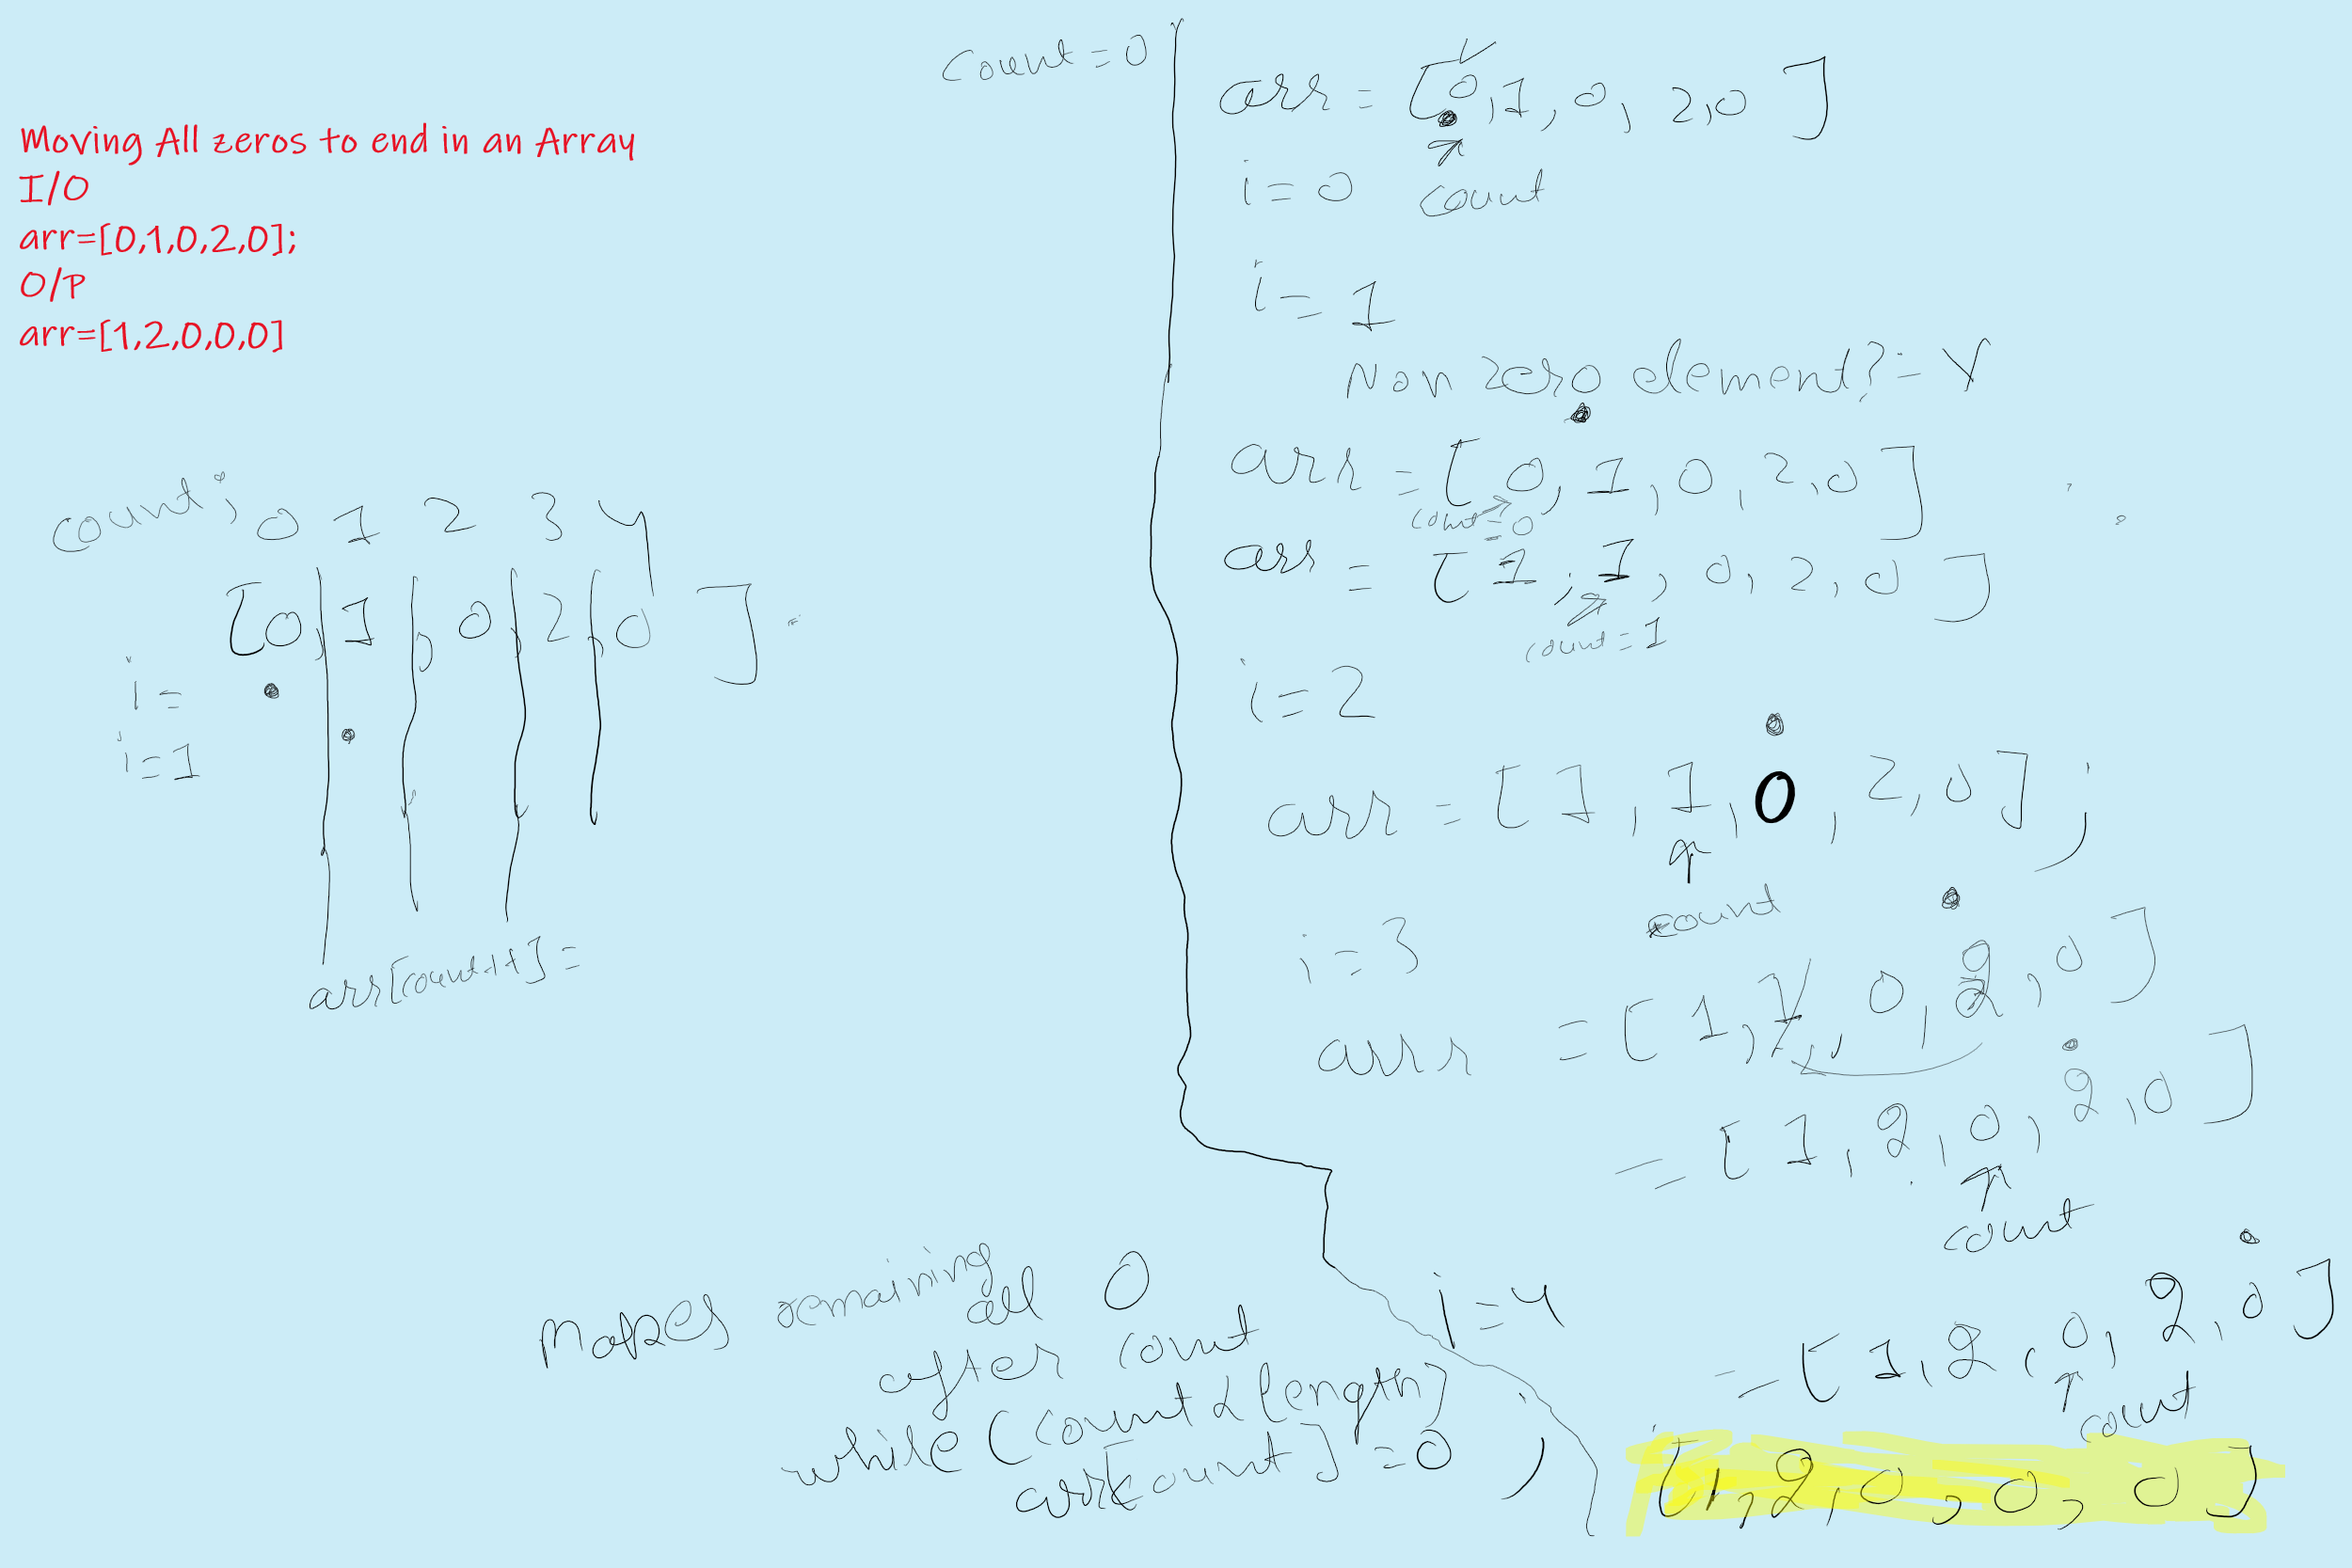 Moving All zeros to end in an Array
I/O
arr=[0,1,0,2,0];
O/P
arr=[1,2,0,0,0]
count;
0 1 2 3 4
[0,1,0,2,0]
i=
i=1
arr[count++]=
Makes remaining
all 0
after count
while(count<length)
arr[count]=0;
Count=0
arr=[0,1,0,2,0]
i=0 count
i=1
Non zero element?=Y
arr=[0,1,0,2,0]
count=0
arr=[1,1,0,2,0]
count=1
i=2
arr=[1,1,0,2,0];
count
i=3
arr=[1,1,0,2,0]
2
=[1,2,0,2,0]
count
i=4
=[1,2,0,2,0]
count
[1,2,0,0,0]